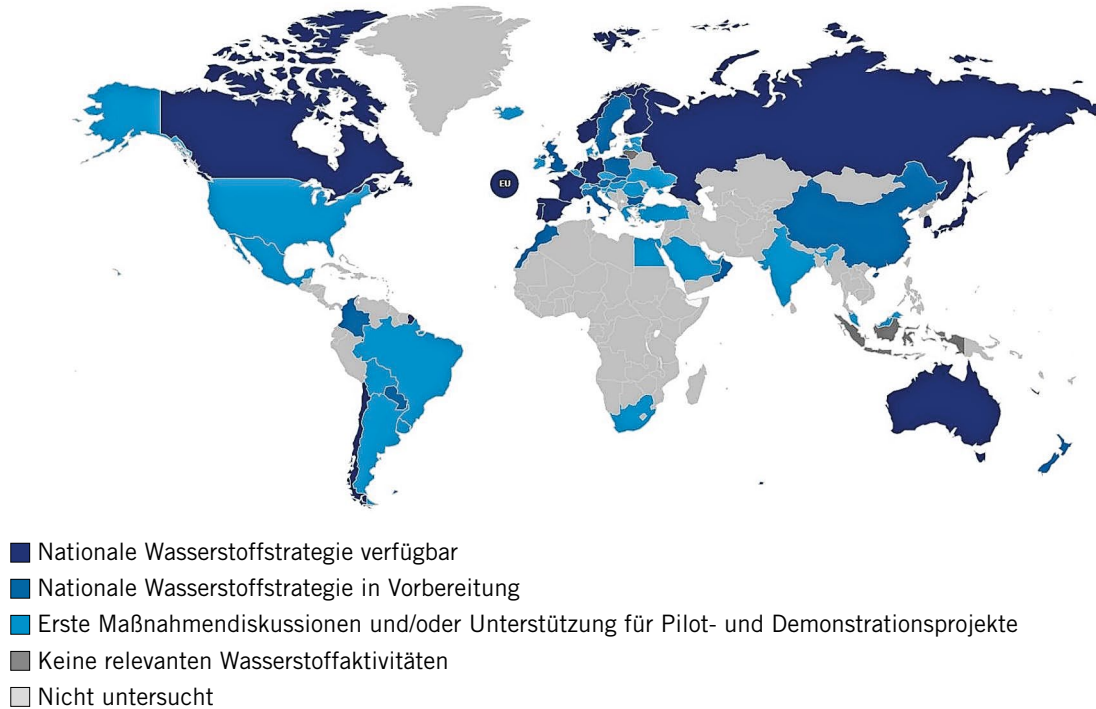 EU
Nationale Wasserstoffstrategie verfügbar
Nationale Wasserstoffstrategie in Vorbereitung
Erste Maßnahmendiskussionen und/oder Unterstützung für Pilot- und Demonstrationsprojekte
Keine relevanten Wasserstoffaktivitäten
Nicht untersucht